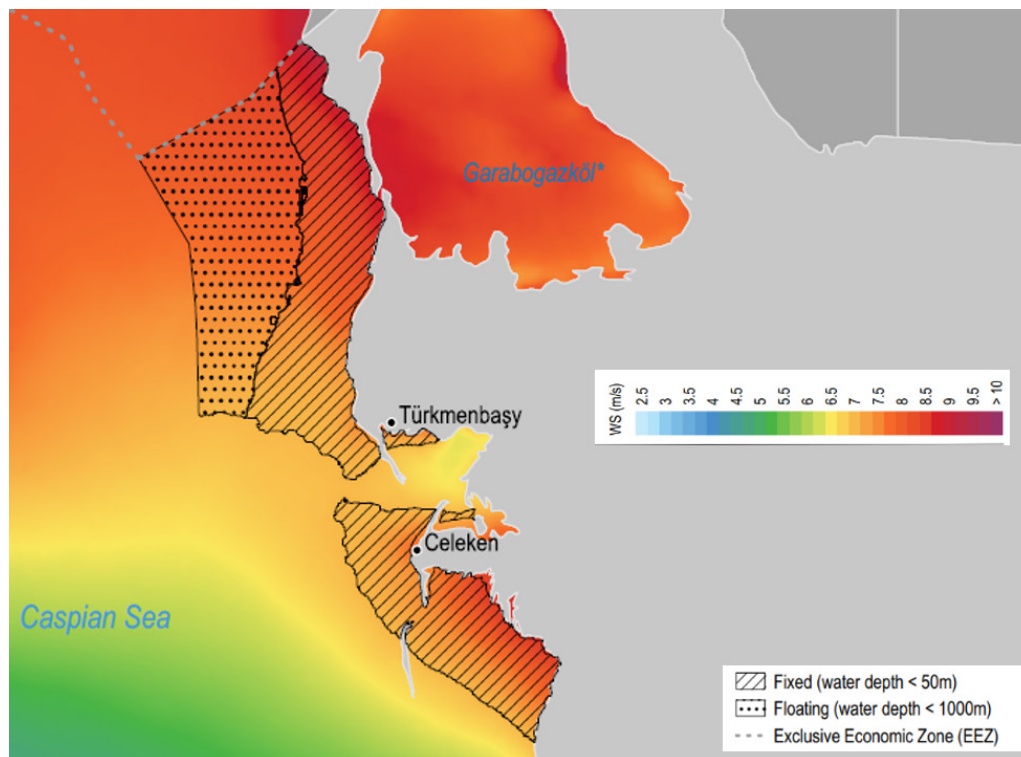 Garabogazköl*
WS (m/s)
2.5
3
3.5
4
4.5
5
5.5
6
6.5
7
7.5
8
8.5
9
9.5
> 10
Türkmenbaşy
Celeken
Caspian Sea
Fixed (water depth < 50m)
Floating (water depth < 1000m)
Exclusive Economic Zone (EEZ)